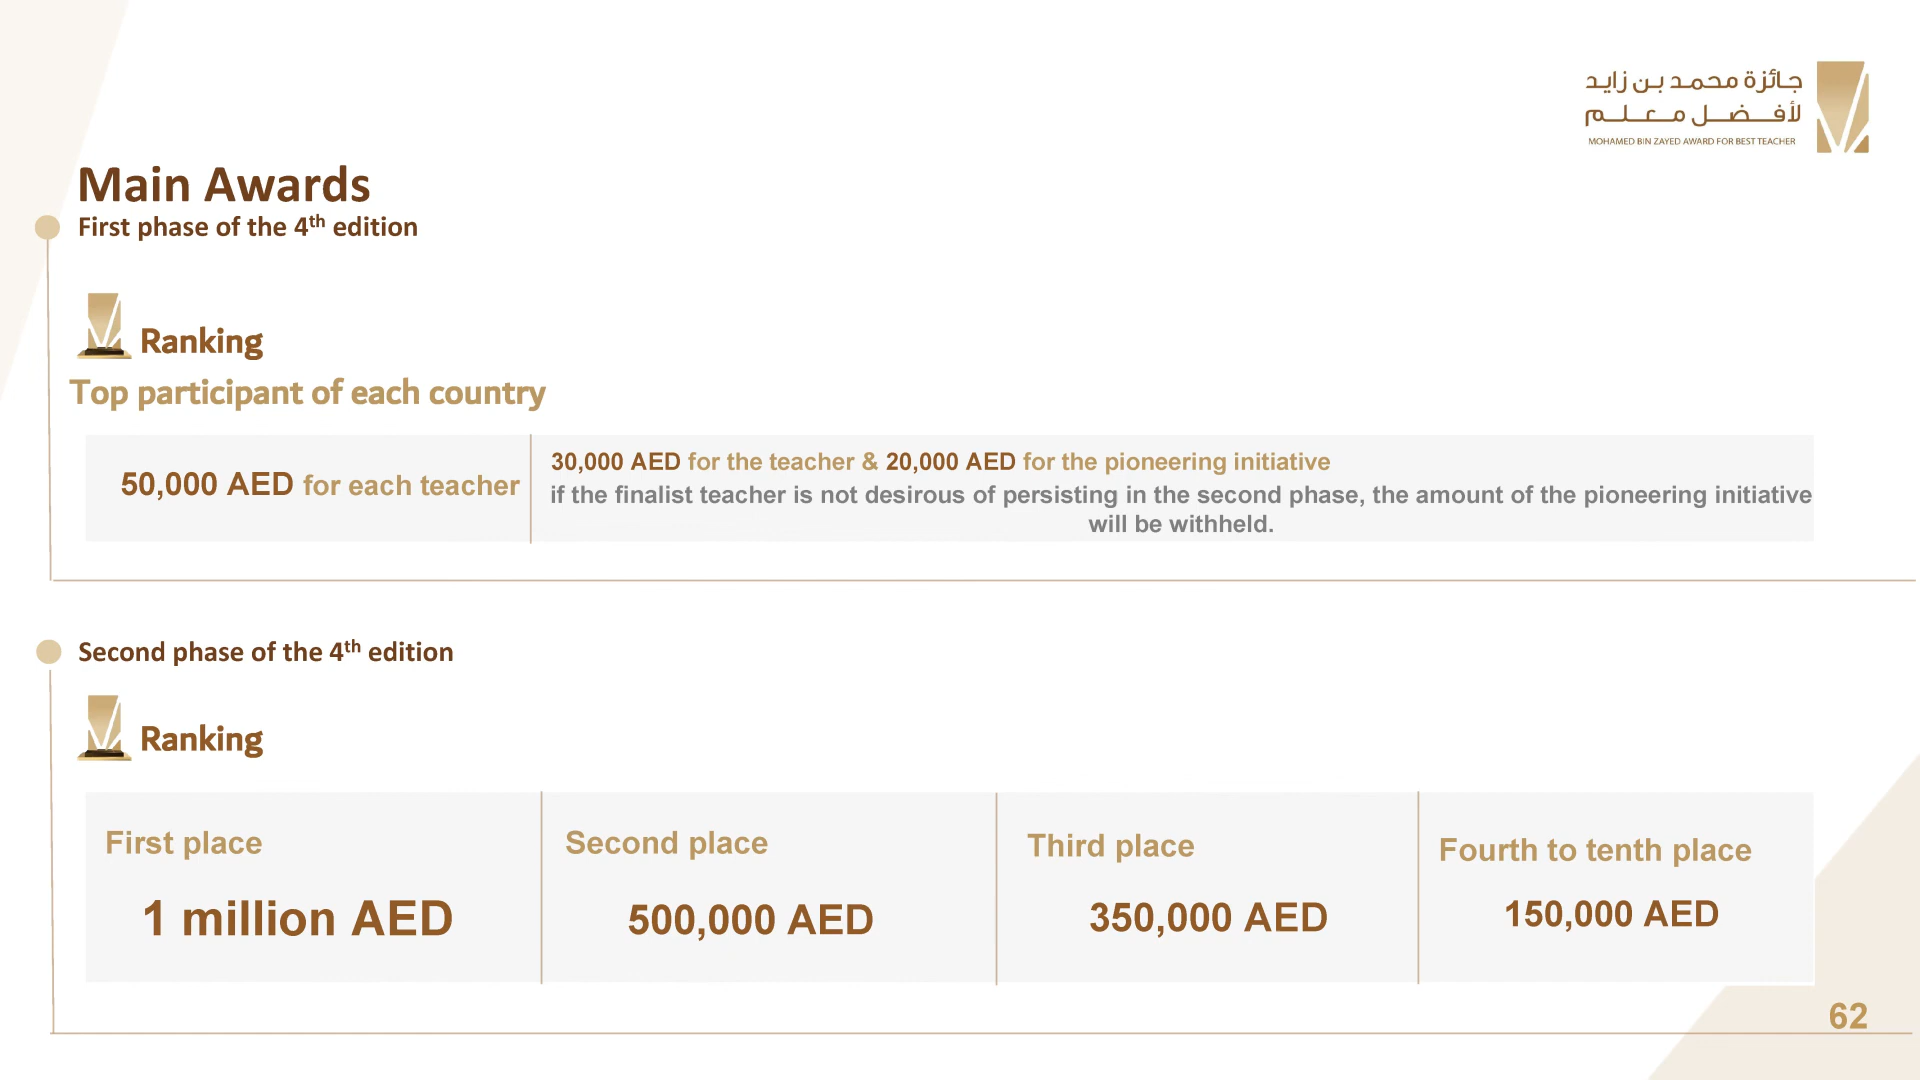 جائزة محمد بن زايد
لأفضل معلم
MOHAMED BIN ZAYED AWARD FOR BEST TEACHER
Main Awards
First phase of the 4th edition
Ranking
Top participant of each country
50,000 AED for each teacher
30,000 AED for the teacher & 20,000 AED for the pioneering initiative
if the finalist teacher is not desirous of persisting in the second phase, the amount of the pioneering initiative
will be withheld.
Second phase of the 4th edition
Ranking
First place
1 million AED
Second place
500,000 AED
Third place
350,000 AED
Fourth to tenth place
150,000 AED
62